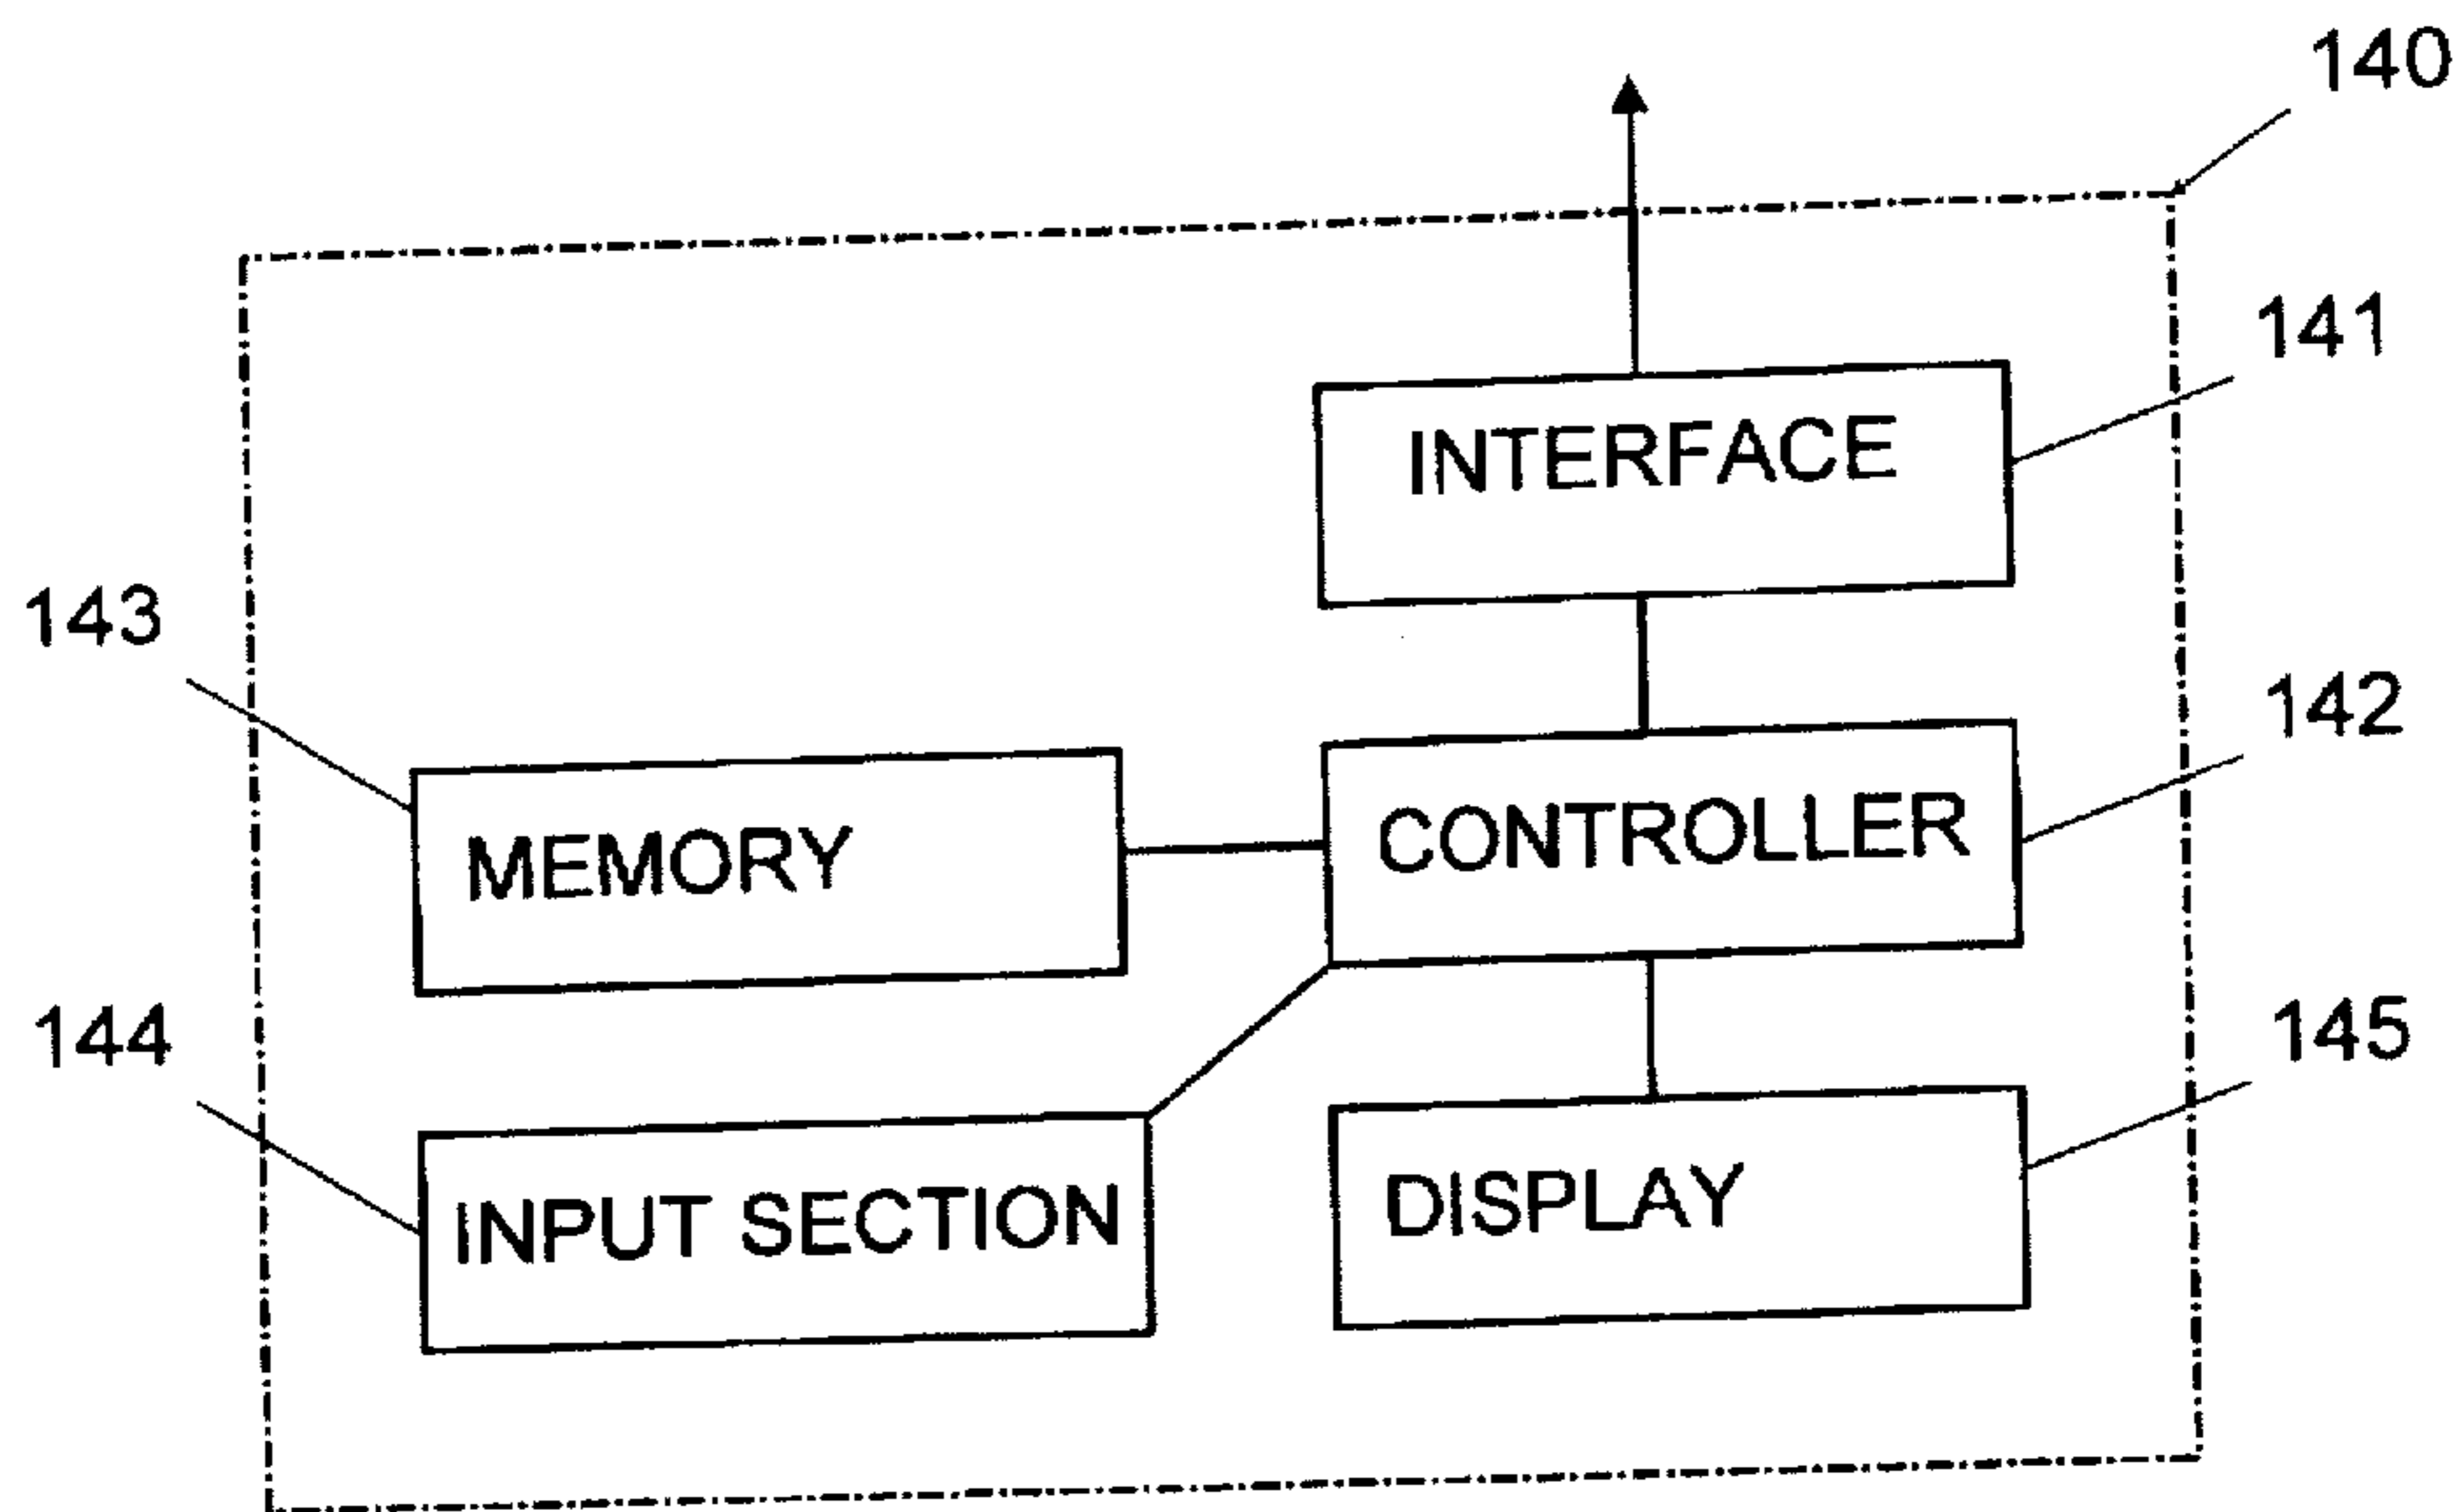 140
141
INTERFACE
143
142
MEMORY
CONTROLLER
144
145
INPUT SECTION
DISPLAY